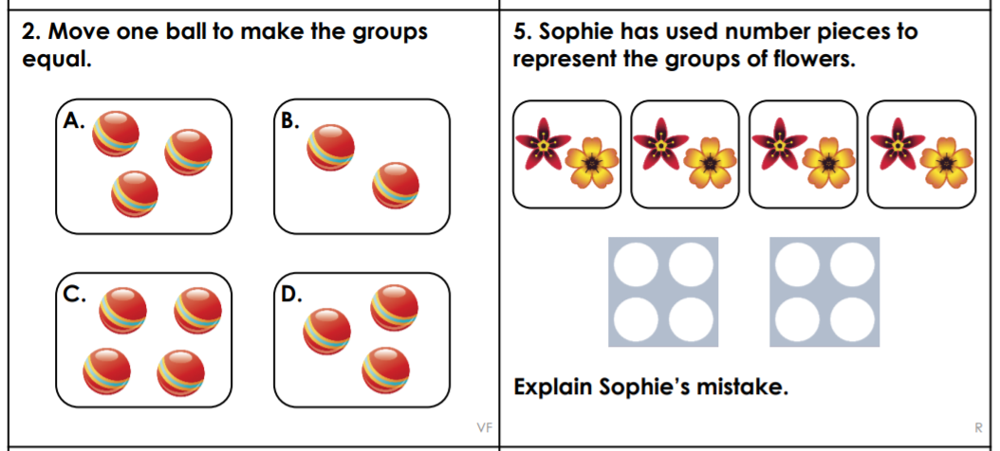 2. Move one ball to make the groups
equal.
A.
B.
C.
D.
VF
5. Sophie has used number pieces to
represent the groups of flowers.
Explain Sophie's mistake.
R